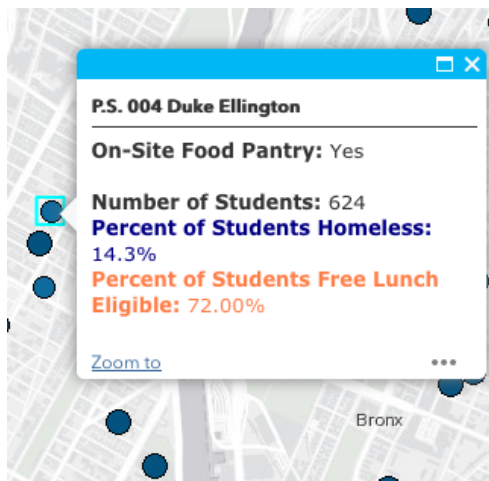 P.S. 004 Duke Ellington
On-Site Food Pantry: Yes
Number of Students: 624
Percent of Students Homeless:
14.3%
Percent of Students Free Lunch
Eligible: 72.00%
Zoom to
Bronx